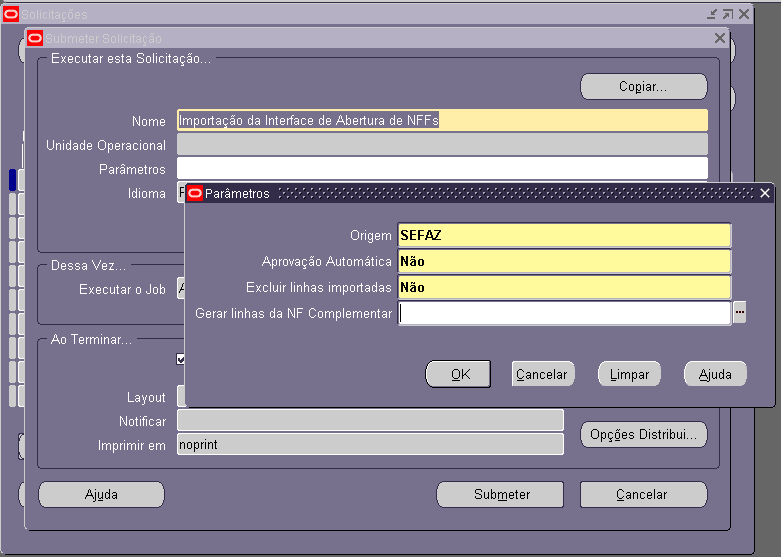 Solicitações
Submeter Solicitação
Executar esta Solicitação...
Copiar...
Nome
Importação da Interface de Abertura de NFFs
Unidade Operacional
Parâmetros
Idioma
Parâmetros
Origem
SEFAZ
Aprovação Automática
Não
Excluir linhas importadas
Não
Gerar linhas da NF Complementar
...
OK
Cancelar
Limpar
Ajuda
Dessa Vez...
Executar o Job
Ao Terminar...
Layout
Notificar
Imprimir em
noprint
Opções Distribui...
Ajuda
Submeter
Cancelar